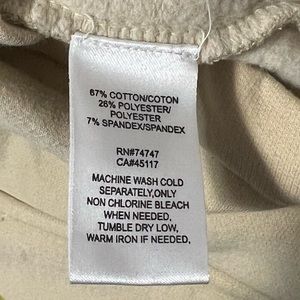 67% COTTON/COTON
26% POLYESTER/
POLYESTER
7% SPANDEX/SPANDEX
RN#74747
CA#45117
MACHINE WASH COLD
SEPARATELY,ONLY
NON CHLORINE BLEACH
WHEN NEEDED.
TUMBLE DRY LOW,
WARM IRON IF NEEDED.